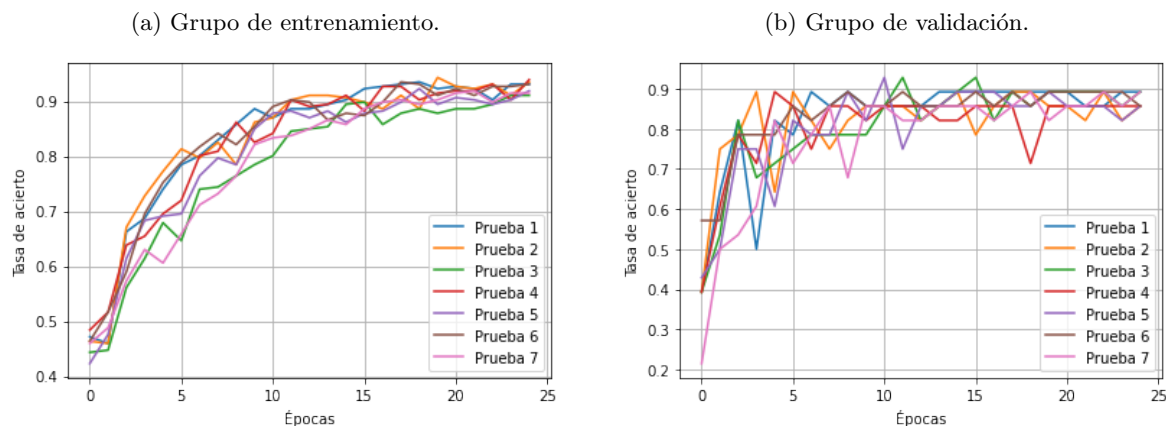 (a) Grupo de entrenamiento.
Tasa de acierto
0.9
0.8
0.7
0.6
0.5
0.4
Prueba 1
Prueba 2
Prueba 3
Prueba 4
Prueba 5
Prueba 6
Prueba 7
0 5 10 15 20 25
Épocas
(b) Grupo de validación.
Tasa de acierto
0.9
0.8
0.7
0.6
0.5
0.4
0.3
0.2
Prueba 1
Prueba 2
Prueba 3
Prueba 4
Prueba 5
Prueba 6
Prueba 7
0 5 10 15 20 25
Épocas